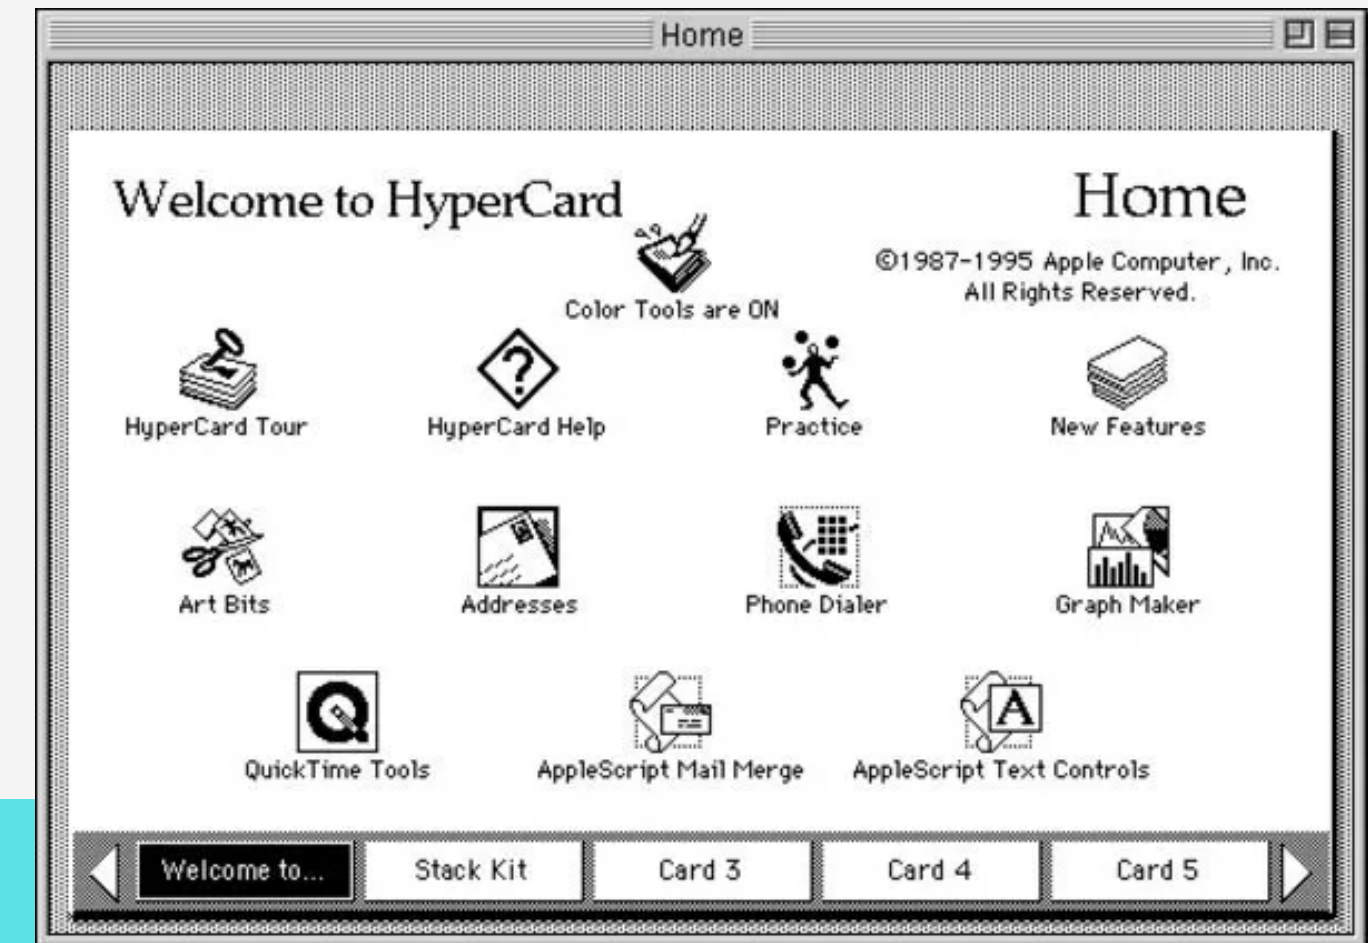 Home
Welcome to HyperCard
Home
©1987-1995 Apple Computer, Inc.
All Rights Reserved.
Color Tools are ON
HyperCard Tour
HyperCard Help
Practice
New Features
Art Bits
Addresses
Phone Dialer
Graph Maker
QuickTime Tools
AppleScript Mail Merge
AppleScript Text Controls
Welcome to...
Stack Kit
Card 3
Card 4
Card 5